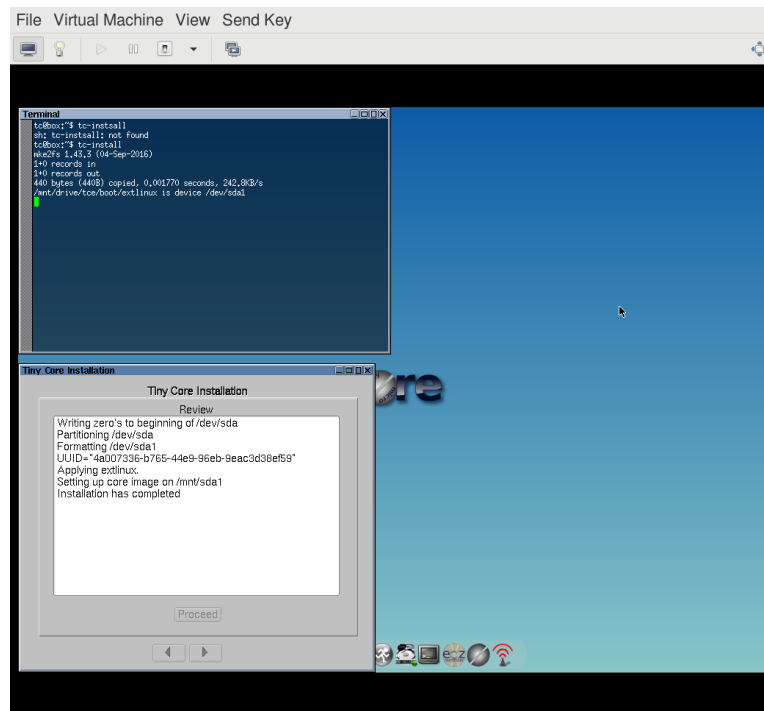 File Virtual Machine View Send Key
Terminal
tc@box:~$ tc-instsall
sh: tc-instsall: not found
tc@box:~$ tc-install
mke2fs 1.43.3 (04-Sep-2016)
1+0 records in
1+0 records out
440 bytes (440B) copied, 0.001770 seconds, 242.8KB/s
/mnt/drive/tce/boot/extlinux is device /dev/sda1
Tiny Core Installation
Tiny Core Installation
Review
Writing zero's to beginning of /dev/sda
Partitioning /dev/sda
Formatting /dev/sda1
UUID="4a007336-b765-44e9-96eb-9eac3d38ef59"
Applying extlinux.
Setting up core image on /mnt/sda1
Installation has completed
Proceed
ore